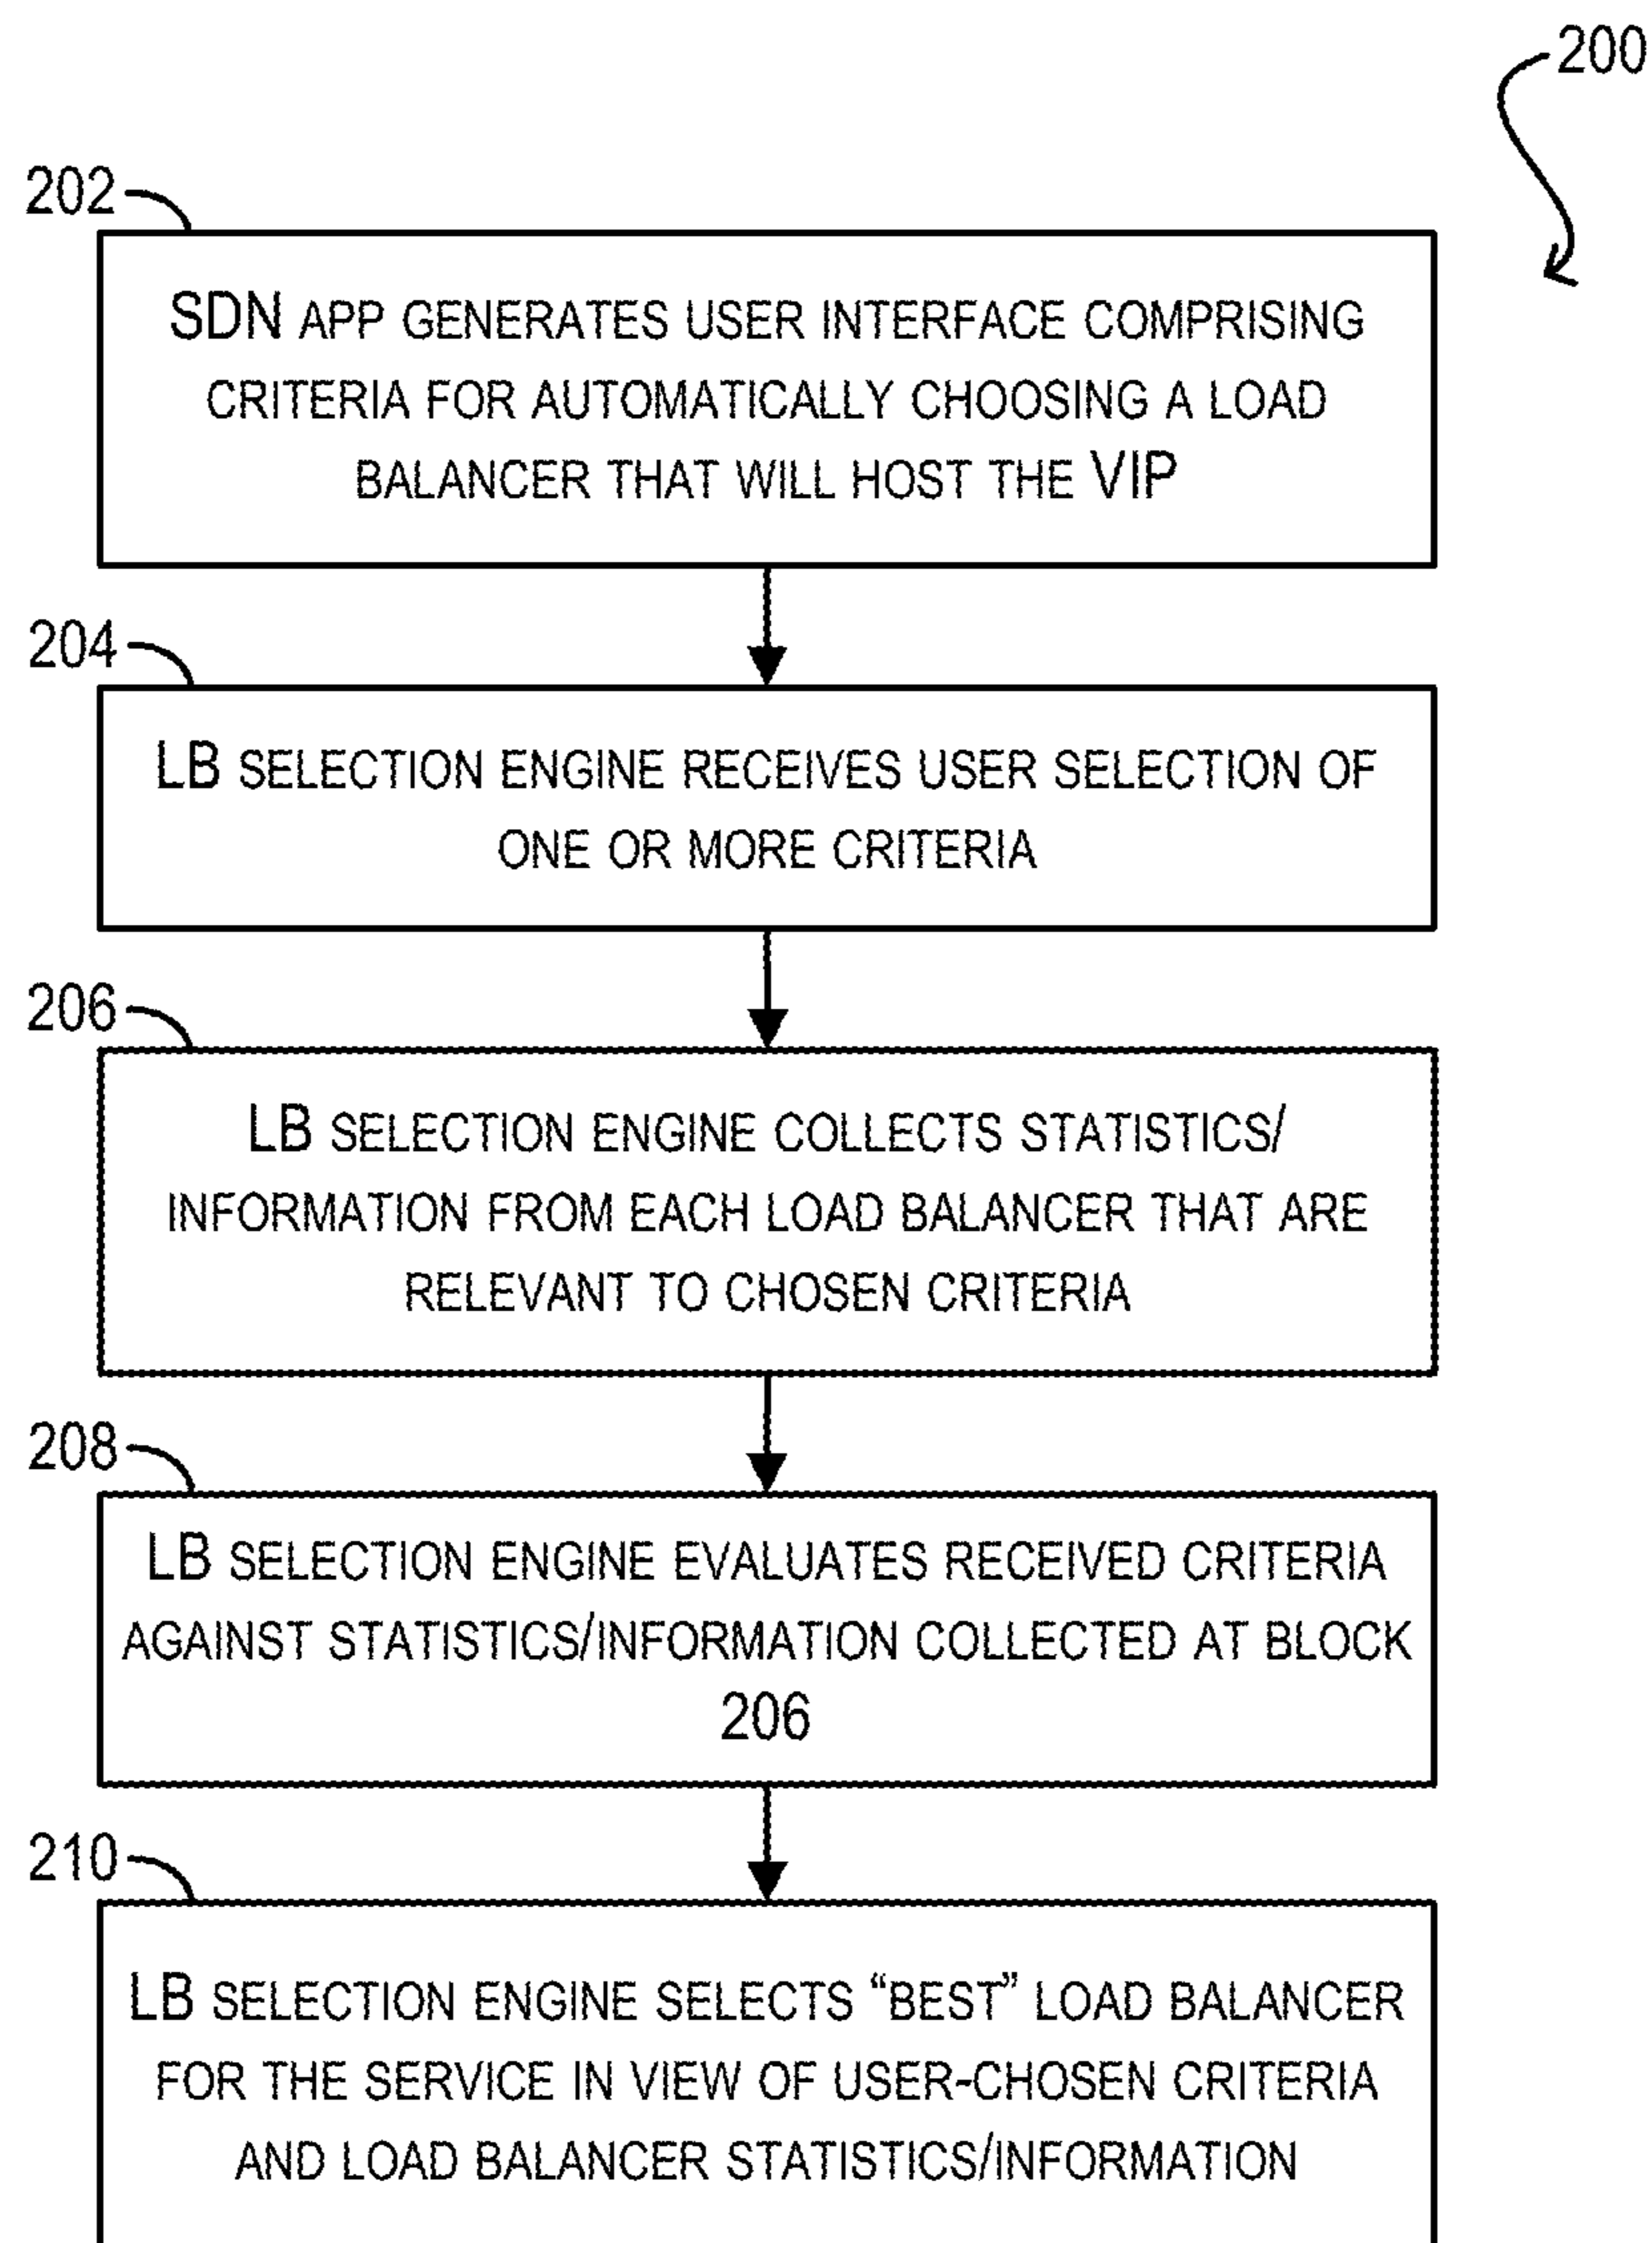 200
202
SDN APP GENERATES USER INTERFACE COMPRISING
CRITERIA FOR AUTOMATICALLY CHOOSING A LOAD
BALANCER THAT WILL HOST THE VIP
204
LB SELECTION ENGINE RECEIVES USER SELECTION OF
ONE OR MORE CRITERIA
206
LB SELECTION ENGINE COLLECTS STATISTICS/
INFORMATION FROM EACH LOAD BALANCER THAT ARE
RELEVANT TO CHOSEN CRITERIA
208
LB SELECTION ENGINE EVALUATES RECEIVED CRITERIA
AGAINST STATISTICS/INFORMATION COLLECTED AT BLOCK
206
210
LB SELECTION ENGINE SELECTS “BEST” LOAD BALANCER
FOR THE SERVICE IN VIEW OF USER-CHOSEN CRITERIA
AND LOAD BALANCER STATISTICS/INFORMATION